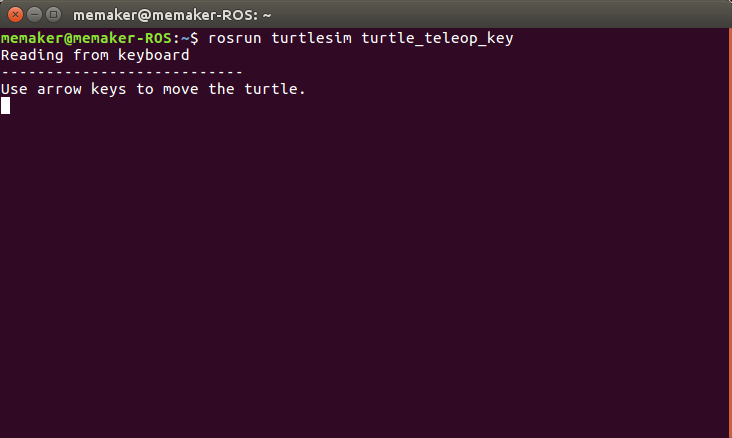 memaker@memaker-ROS: ~
memaker@memaker-ROS:~$ rosrun turtlesim turtle_teleop_key
Reading from keyboard
---------------------------
Use arrow keys to move the turtle.